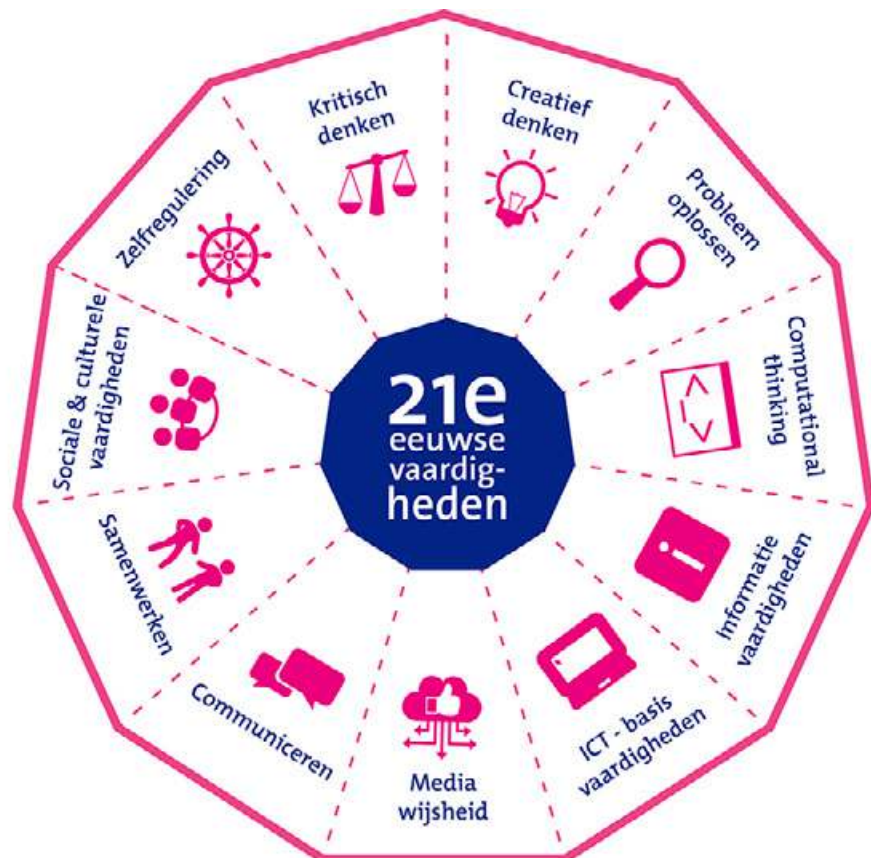 Kritisch
denken
Creatief
denken
Probleem
oplossen
Computational
thinking
Informatie
vaardigheden
ICT - basis
vaardigheden
Media
wijsheid
Communiceren
Samenwerken
Sociale & culturele
vaardigheden
Zelfregulering
21e
eeuwse
vaardig-
heden